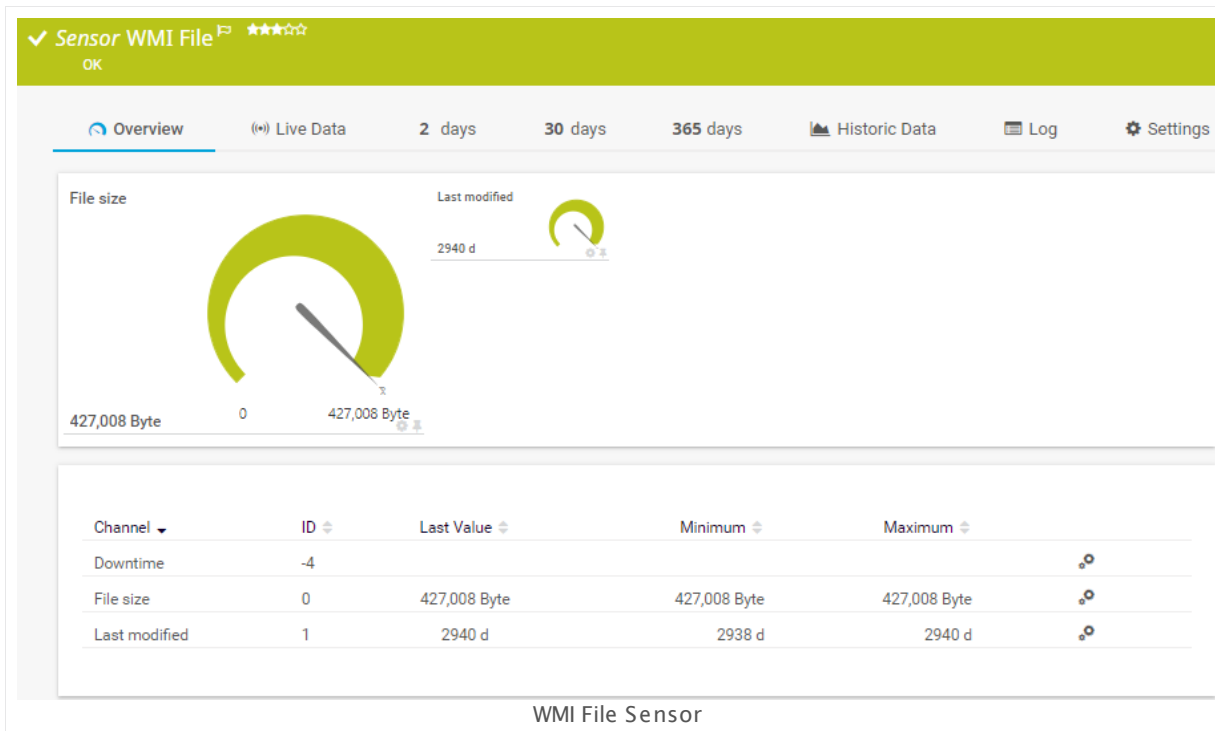 Sensor WMI File
OK
Overview Live Data 2 days 30 days 365 days Historic Data Log Settings
File size
Last modified
2940 d
427,008 Byte
0 427,008 Byte
Channel ID Last Value Minimum Maximum
Downtime -4
File size 0 427,008 Byte 427,008 Byte 427,008 Byte
Last modified 1 2940 d 2938 d 2940 d
WMI File Sensor